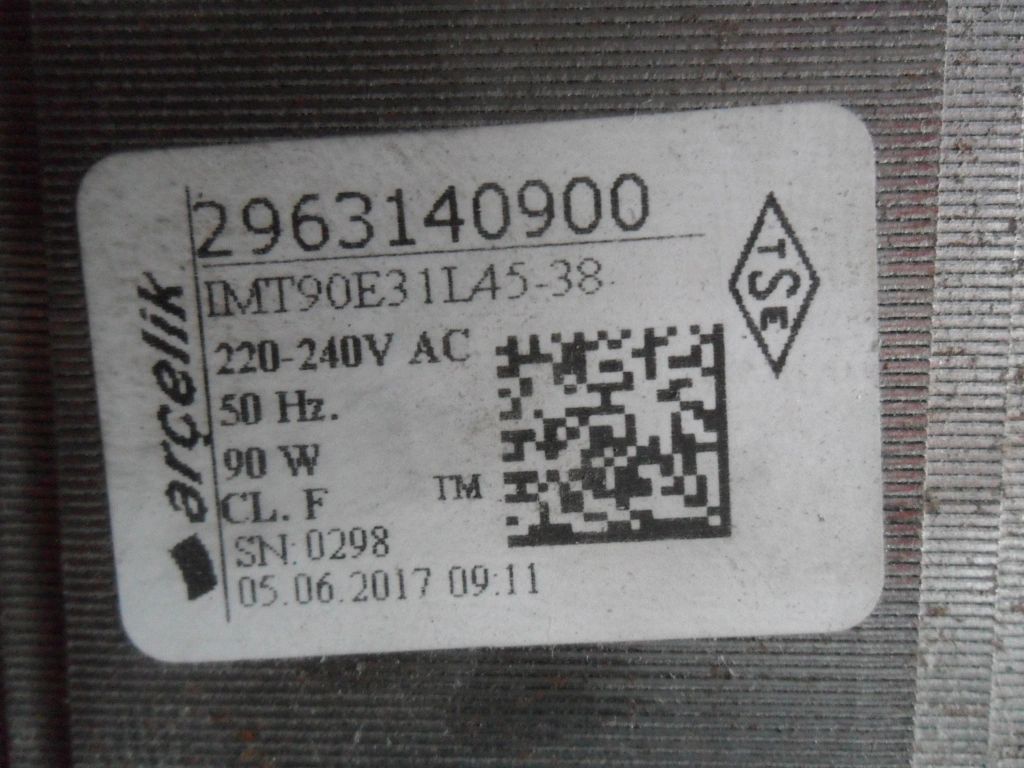 2963140900
IMT90E31L45-38
220-240V AC
50 Hz.
90 W
CL. F
TM
SN: 0298
05.06.2017 09:11
arçelik
TSE